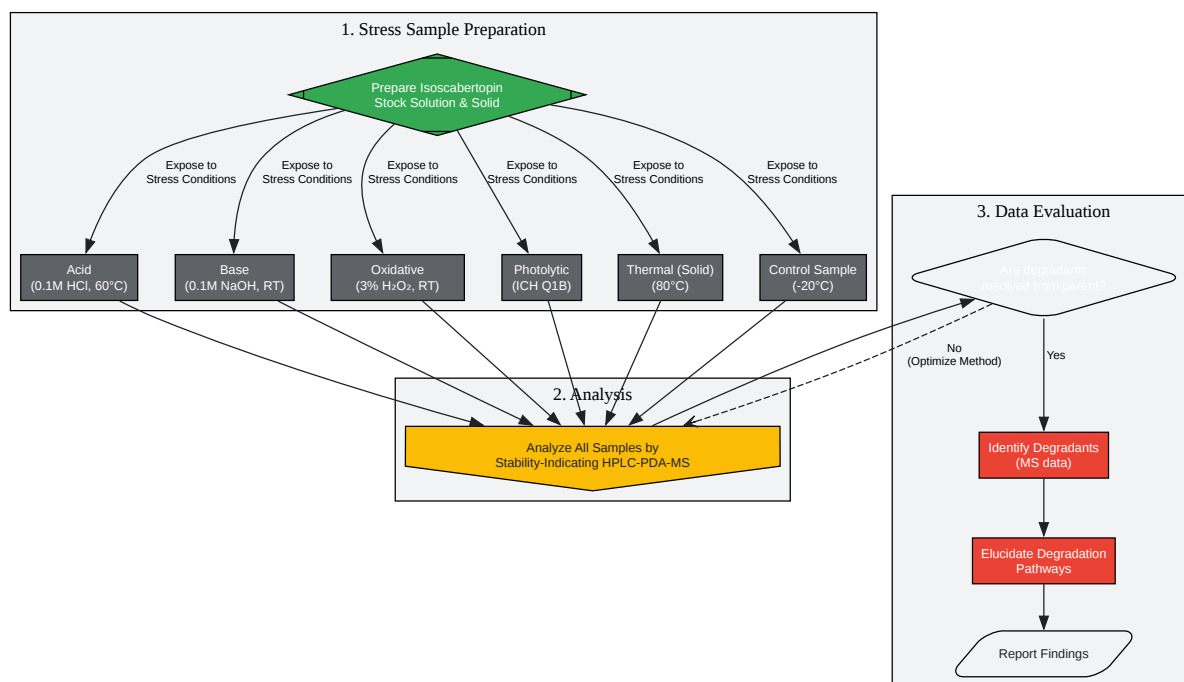 1. Stress Sample Preparation
Prepare Isoscabertopin
Stock Solution & Solid
Expose to
Stress Conditions
Expose to
Stress Conditions
Expose to
Stress Conditions
Expose to
Stress Conditions
Expose to
Stress Conditions
Expose to
Stress Conditions
Acid
(0.1M HCl, 60°C)
Base
(0.1M NaOH, RT)
Oxidative
(3% H₂O₂, RT)
Photolytic
(ICH Q1B)
Thermal (Solid)
(80°C)
Control Sample
(-20°C)
2. Analysis
Analyze All Samples by
Stability-Indicating HPLC-PDA-MS
3. Data Evaluation
Are degradants
resolved from parent?
No
(Optimize Method)
Yes
Identify Degradants
(MS data)
Elucidate Degradation
Pathways
Report Findings